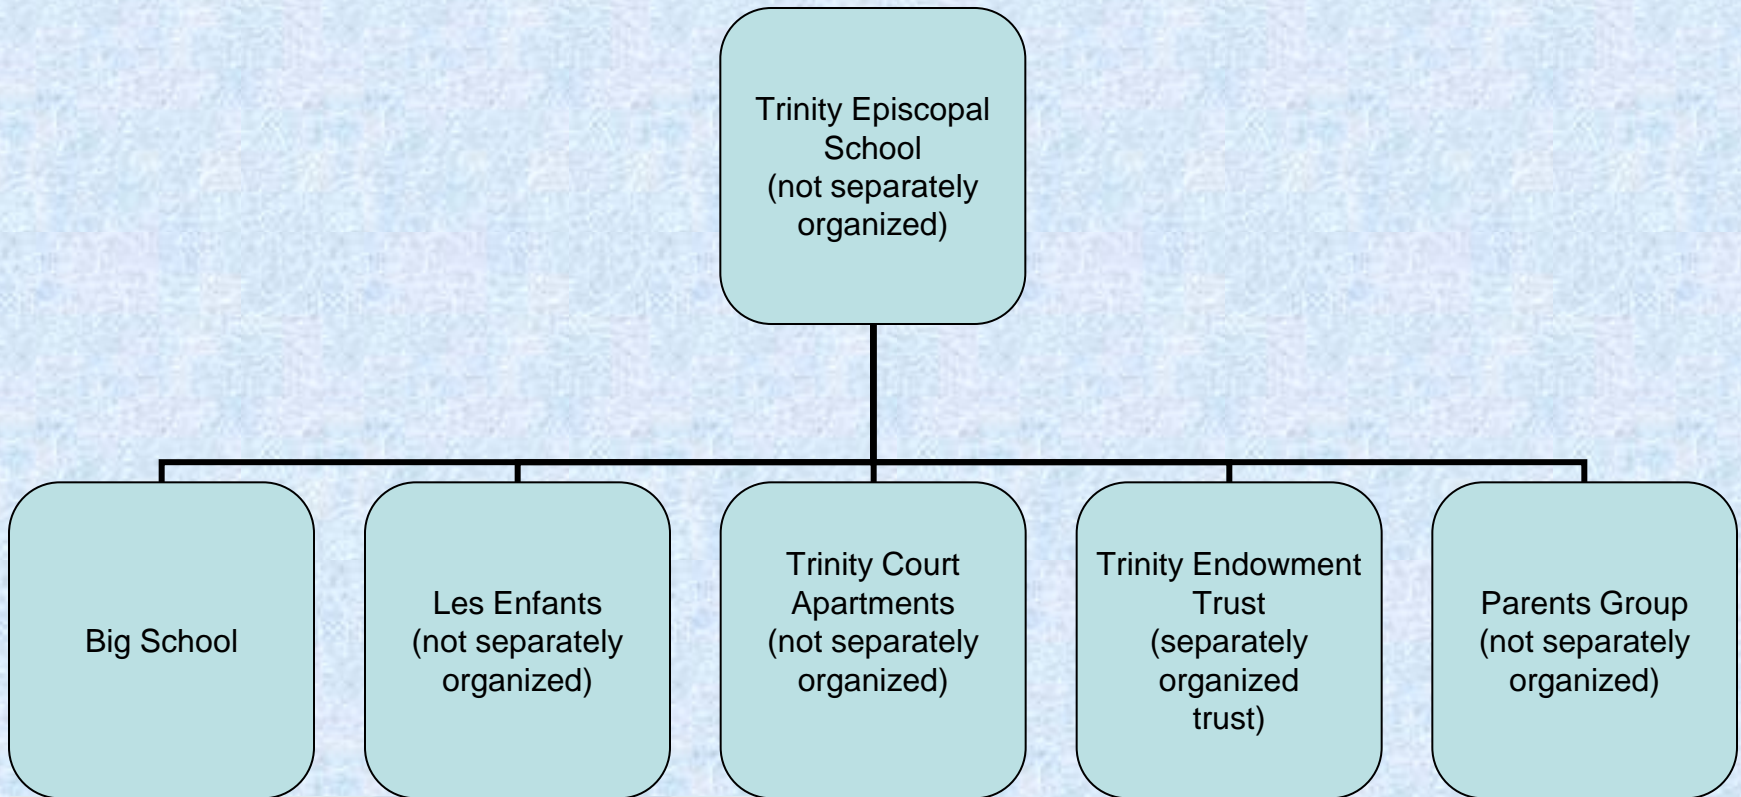 Trinity Episcopal
School
(not separately
organized)
Big School
Les Enfants
(not separately
organized)
Trinity Court
Apartments
(not separately
organized)
Trinity Endowment
Trust
(separately
organized
trust)
Parents Group
(not separately
organized)